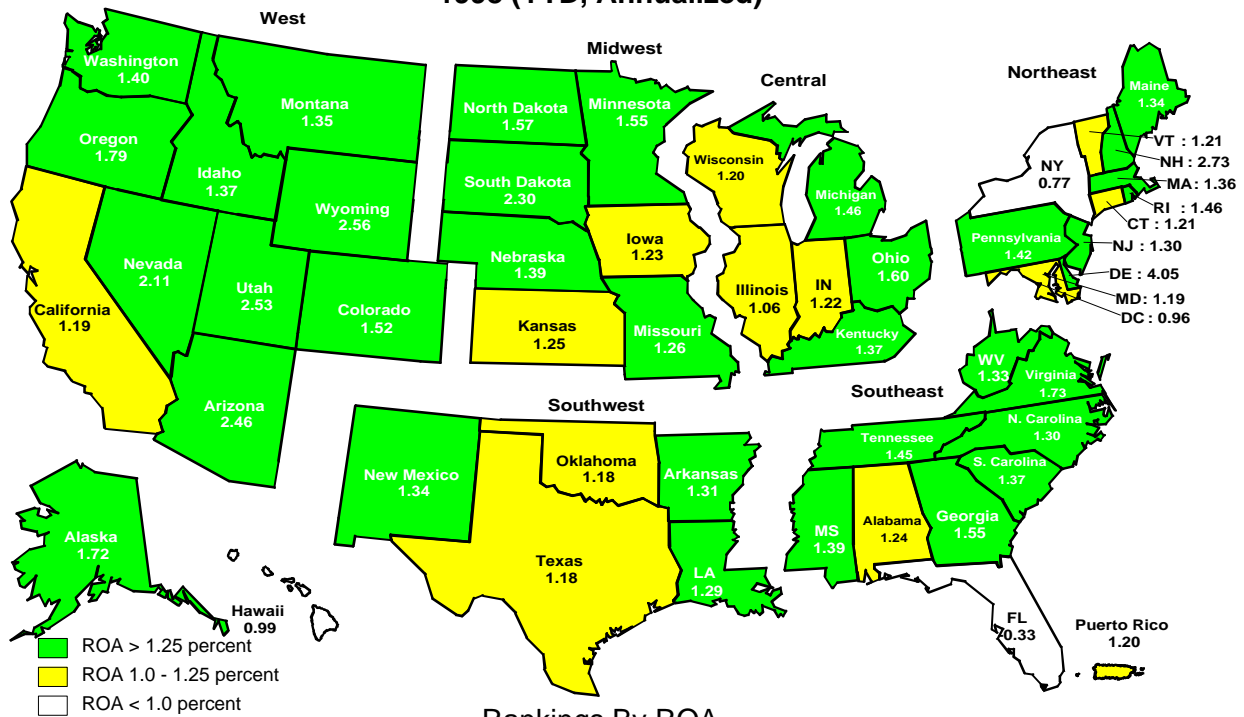 West
Midwest
Central
Northeast
Washington
1.40
Oregon
1.79
California
1.19
Nevada
2.11
Idaho
1.37
Montana
1.35
Wyoming
2.56
Utah
2.53
Colorado
1.52
Arizona
2.46
Alaska
1.72
Hawaii
0.99
North Dakota
1.57
Minnesota
1.55
South Dakota
2.30
Nebraska
1.39
Iowa
1.23
Kansas
1.25
Missouri
1.26
Wisconsin
1.20
Michigan
1.46
Illinois
1.06
IN
1.22
Ohio
1.60
Kentucky
1.37
Maine
1.34
NY
0.77
VT : 1.21
NH : 2.73
MA : 1.36
RI : 1.46
CT : 1.21
Pennsylvania
1.42
NJ : 1.30
DE : 4.05
MD: 1.19
DC : 0.96
Southwest
Southeast
New Mexico
1.34
Oklahoma
1.18
Texas
1.18
Arkansas
1.31
LA
1.29
WV
1.33
Virginia
1.73
Tennessee
1.45
N. Carolina
1.30
S. Carolina
1.37
MS
1.39
Alabama
1.24
Georgia
1.55
FL
0.33
Puerto Rico
1.20
ROA > 1.25 percent
ROA 1.0 - 1.25 percent
ROA < 1.0 percent